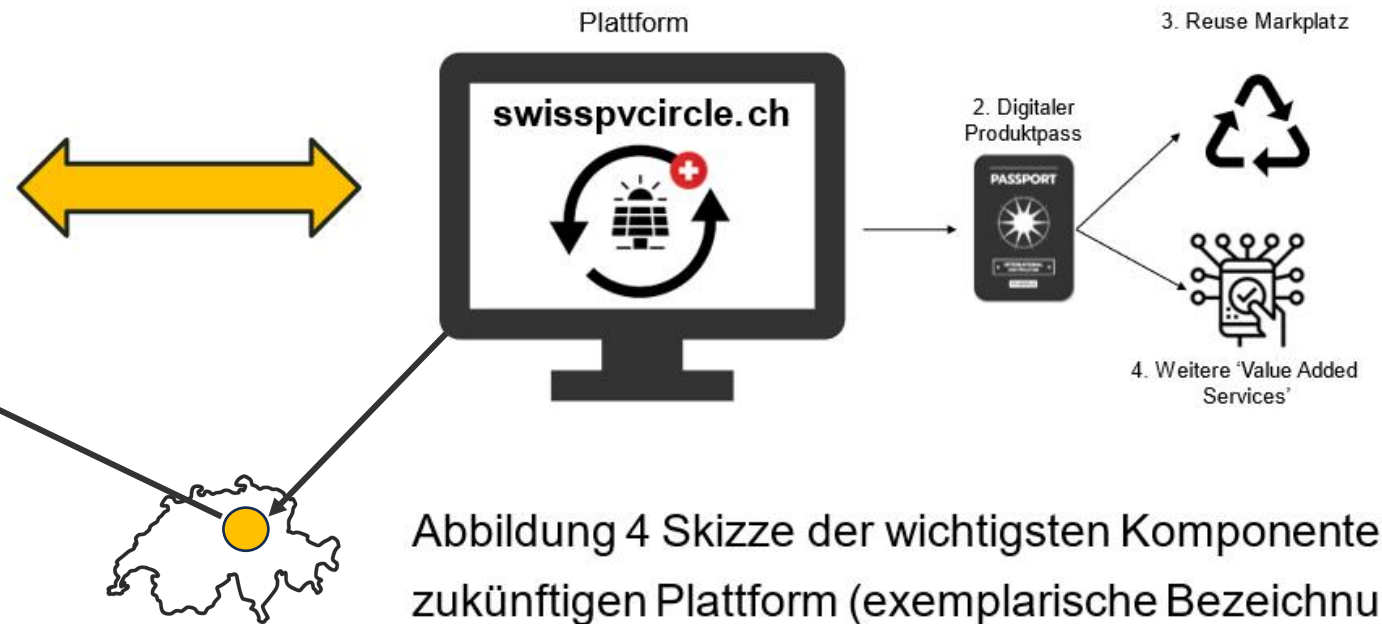 Plattform
3. Reuse Markplatz
swisspvcircle.ch
2. Digitaler
Produktpass
PASSPORT
4. Weitere 'Value Added
Services'
Abbildung 4 Skizze der wichtigsten Komponente
zukünftigen Plattform (exemplarische Bezeichnu